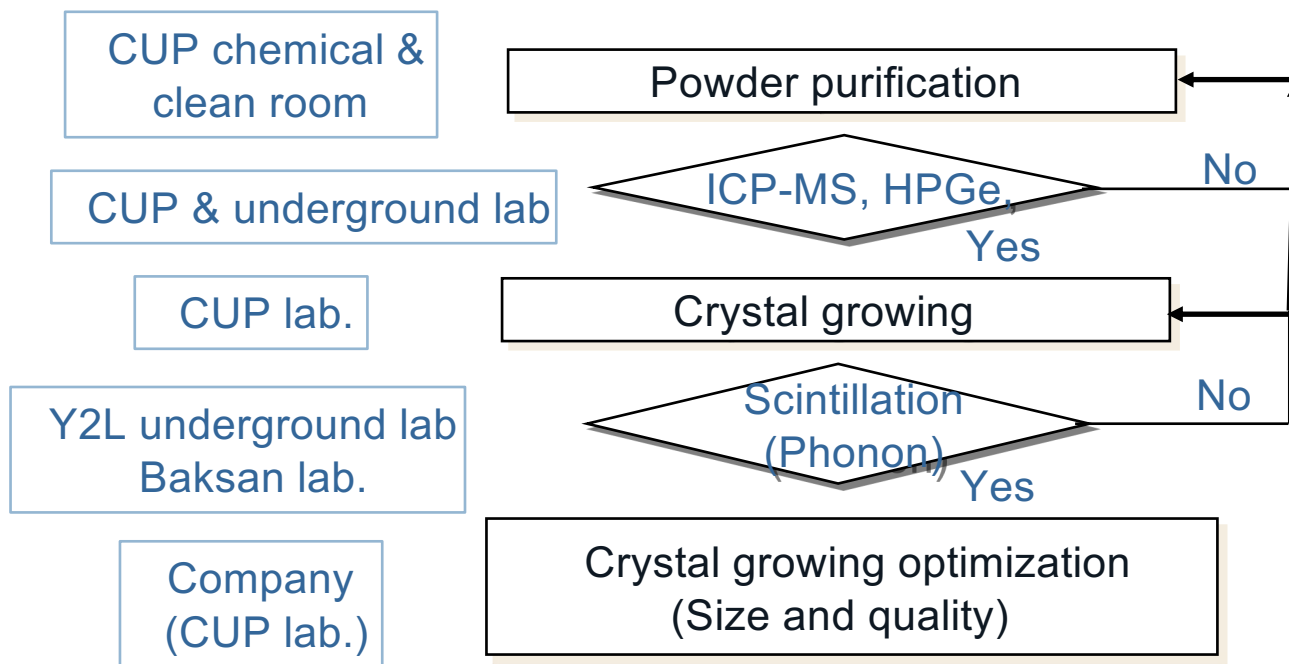 CUP chemical &
clean room
Powder purification
ICP-MS, HPGe,
No
Yes
CUP & underground lab
CUP lab.
Crystal growing
Scintillation
(Phonon)
No
Yes
Y2L underground lab
Baksan lab.
Crystal growing optimization
(Size and quality)
Company
(CUP lab.)